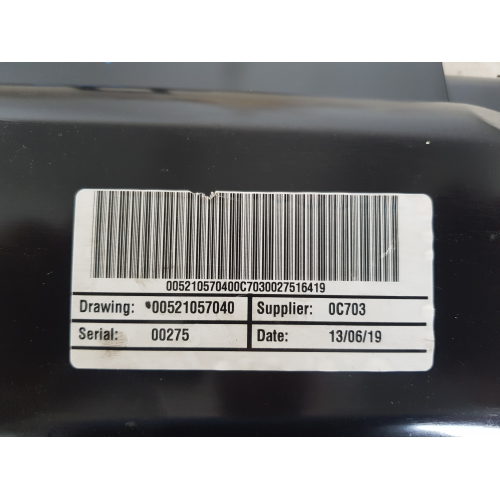 005210570400C7030027516419
Drawing: *00521057040 Supplier: 0C703
Serial: 00275 Date: 13/06/19